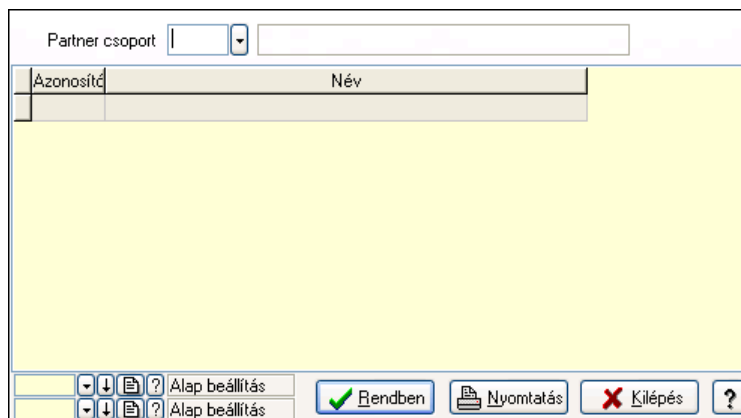 Partner csoport
Azonosító Név
Alap beállítás
Rendben Nyomtatás Kilépés ?
? Alap beállítás